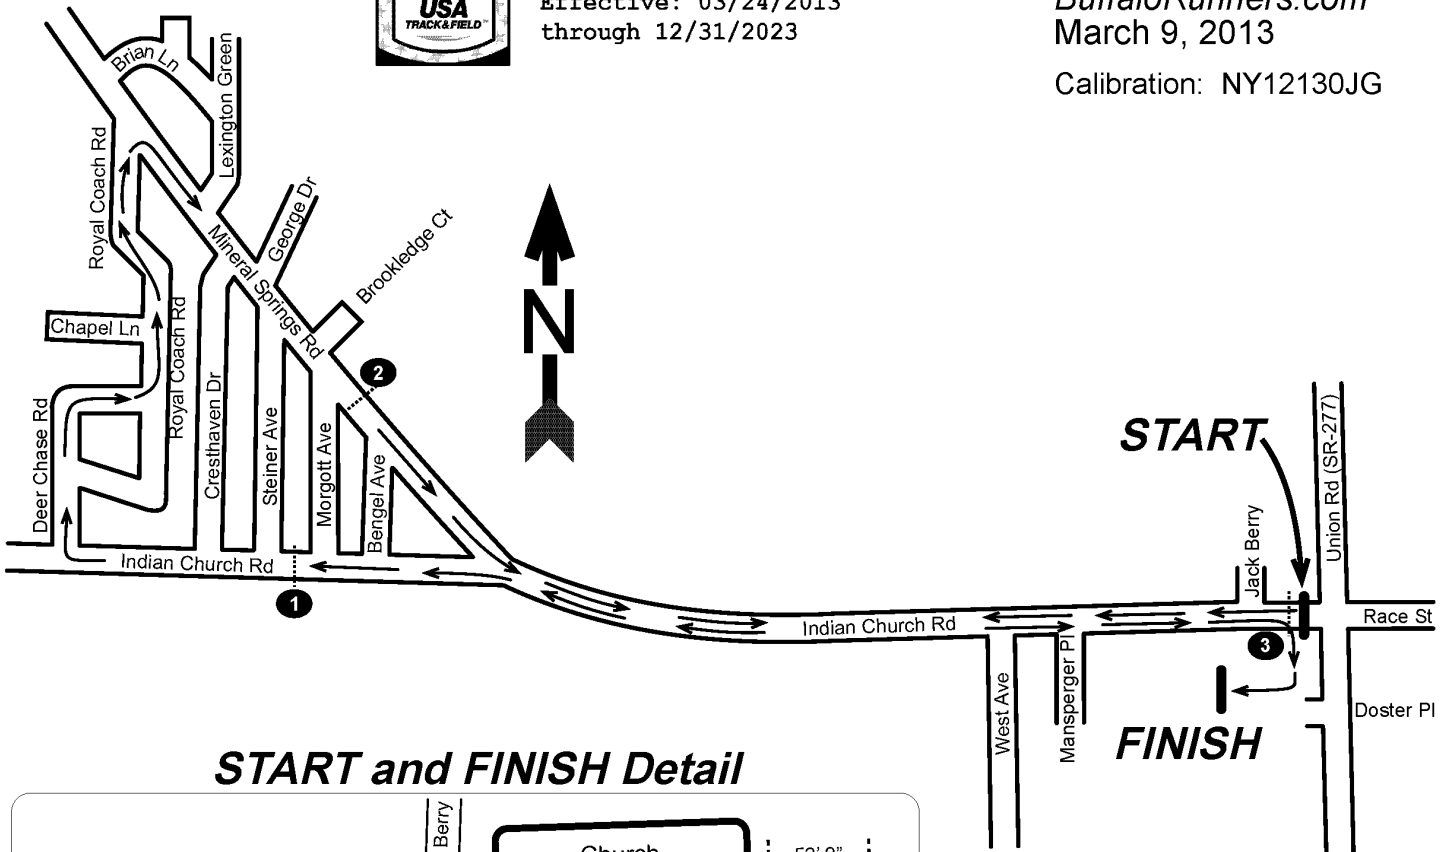 USA
TRACK&FIELD™
Effective: 03/24/2013
through 12/31/2023
BuffaloRunners.com
March 9, 2013
Calibration: NY12130JG
Brian Ln
Lexington Green
Royal Coach Rd
George Dr
Mineral Springs Rd
Brookledge Ct
N
Chapel Ln
Royal Coach Rd
2
Deer Chase Rd
Cresthaven Dr
Steiner Ave
Morgott Ave
Bengel Ave
START
Union Rd (SR-277)
Jack Berry
Indian Church Rd
1
Indian Church Rd
Race St
3
West Ave
Mansperger Pl
Doster Pl
FINISH
START and FINISH Detail
Berry
Church
53' 9"